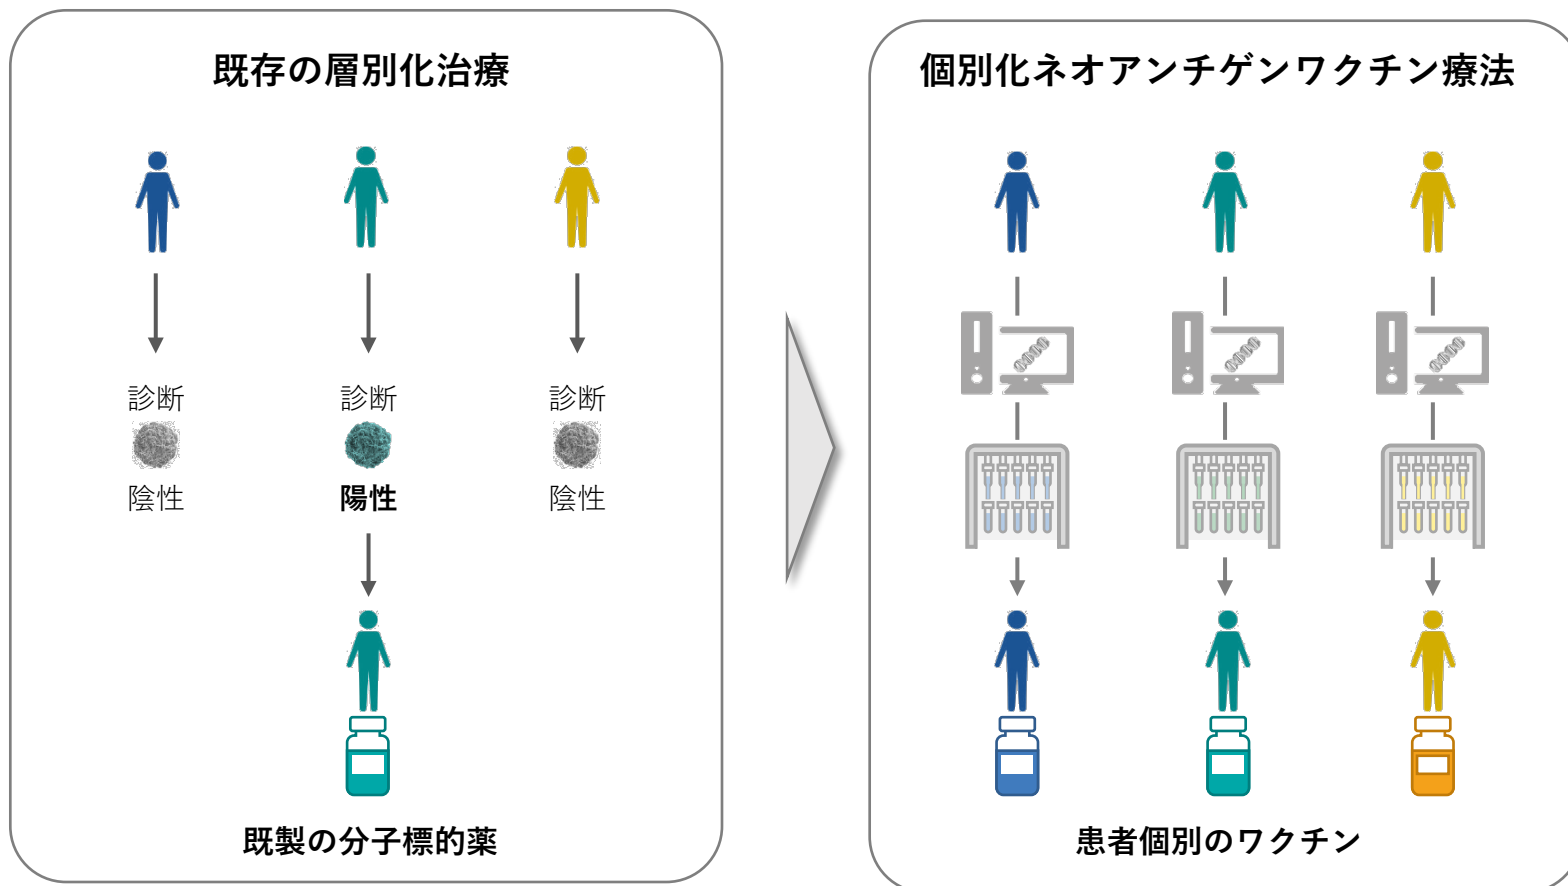 既存の層別化治療
診断
診断
診断
陰性
陽性
陰性
既製の分子標的薬
個別化ネオアンチゲンワクチン療法
患者個別のワクチン